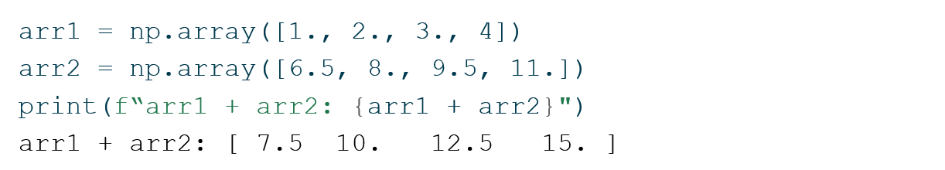 arr1 = np.array([1., 2., 3., 4])
arr2 = np.array([6.5, 8., 9.5, 11.])
print(f‟arr1 + arr2: {arr1 + arr2}")
arr1 + arr2: [ 7.5  10.   12.5   15. ]